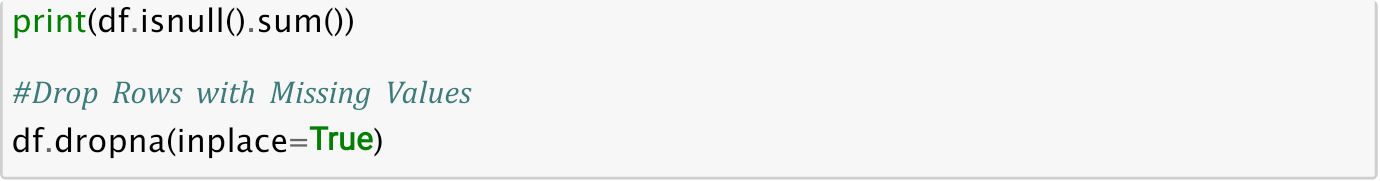 print(df.isnull().sum())
#Drop Rows with Missing Values
df.dropna(inplace=True)